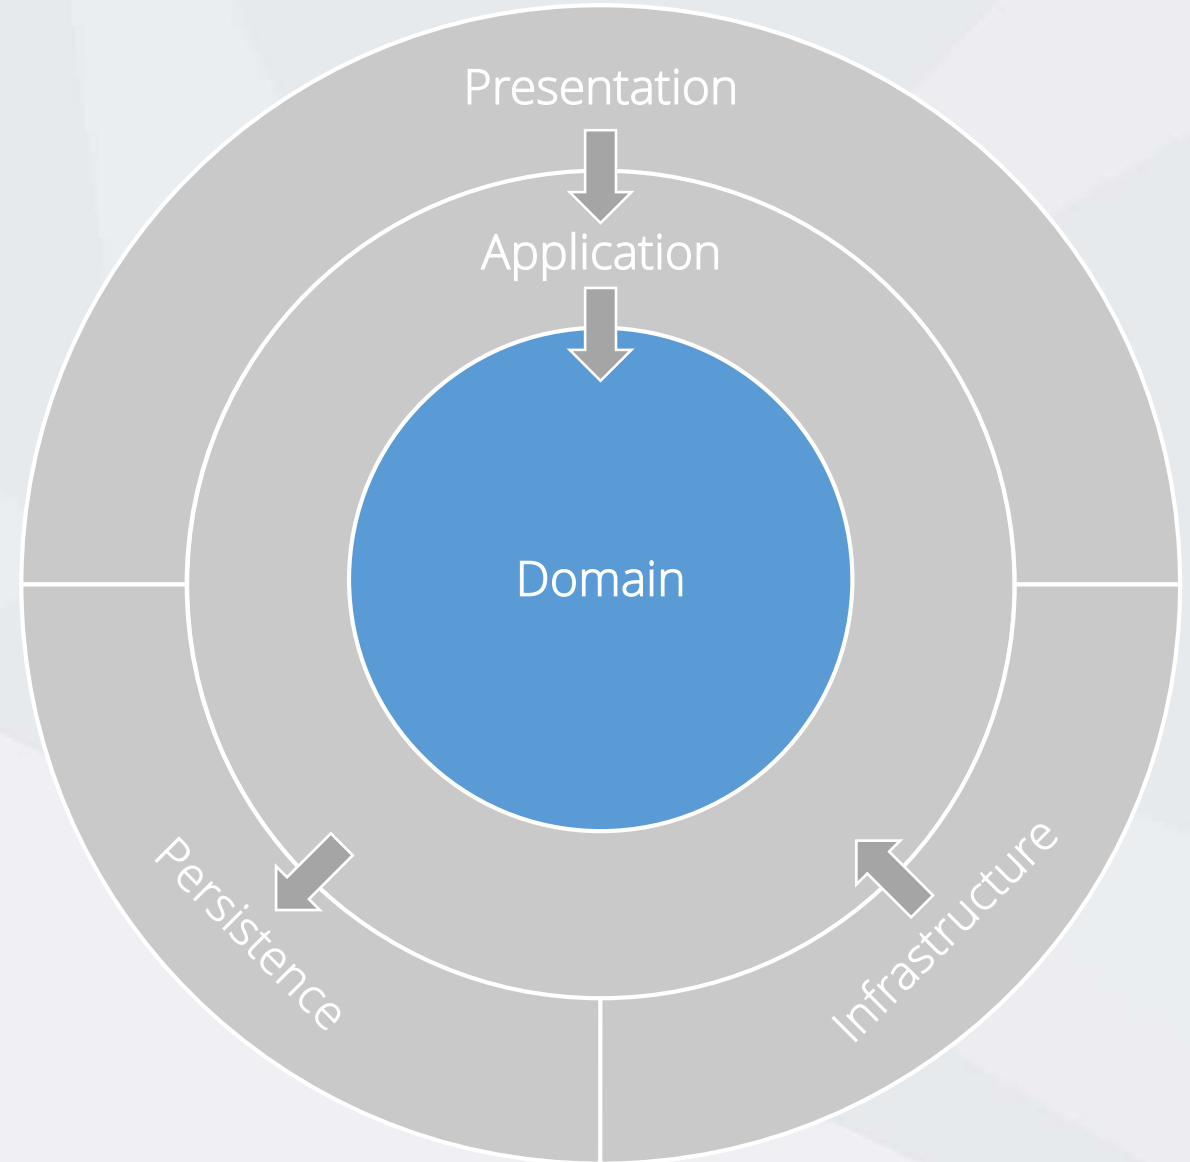 Presentation
Application
Domain
Persistence
Infrastructure